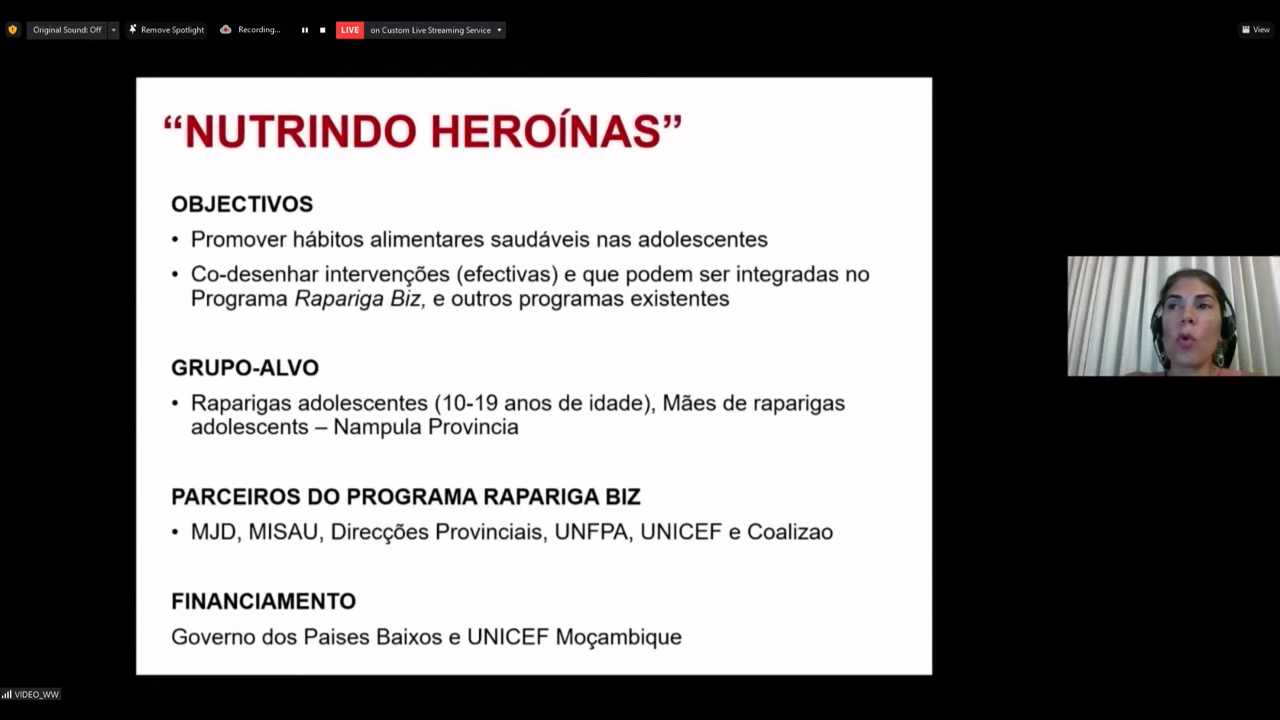 Original Sound: Off
Remove Spotlight
Recording...
LIVE
on Custom Live Streaming Service
View
“NUTRINDO HEROÍNAS”
OBJECTIVOS
• Promover hábitos alimentares saudáveis nas adolescentes
• Co-desenhar intervenções (efectivas) e que podem ser integradas no
Programa Rapariga Biz, e outros programas existentes
GRUPO-ALVO
• Raparigas adolescentes (10-19 anos de idade), Mães de raparigas
adolescents – Nampula Provincia
PARCEIROS DO PROGRAMA RAPARIGA BIZ
• MJD, MISAU, Direcções Provinciais, UNFPA, UNICEF e Coalizao
FINANCIAMENTO
Governo dos Paises Baixos e UNICEF Moçambique
VIDEO_WW